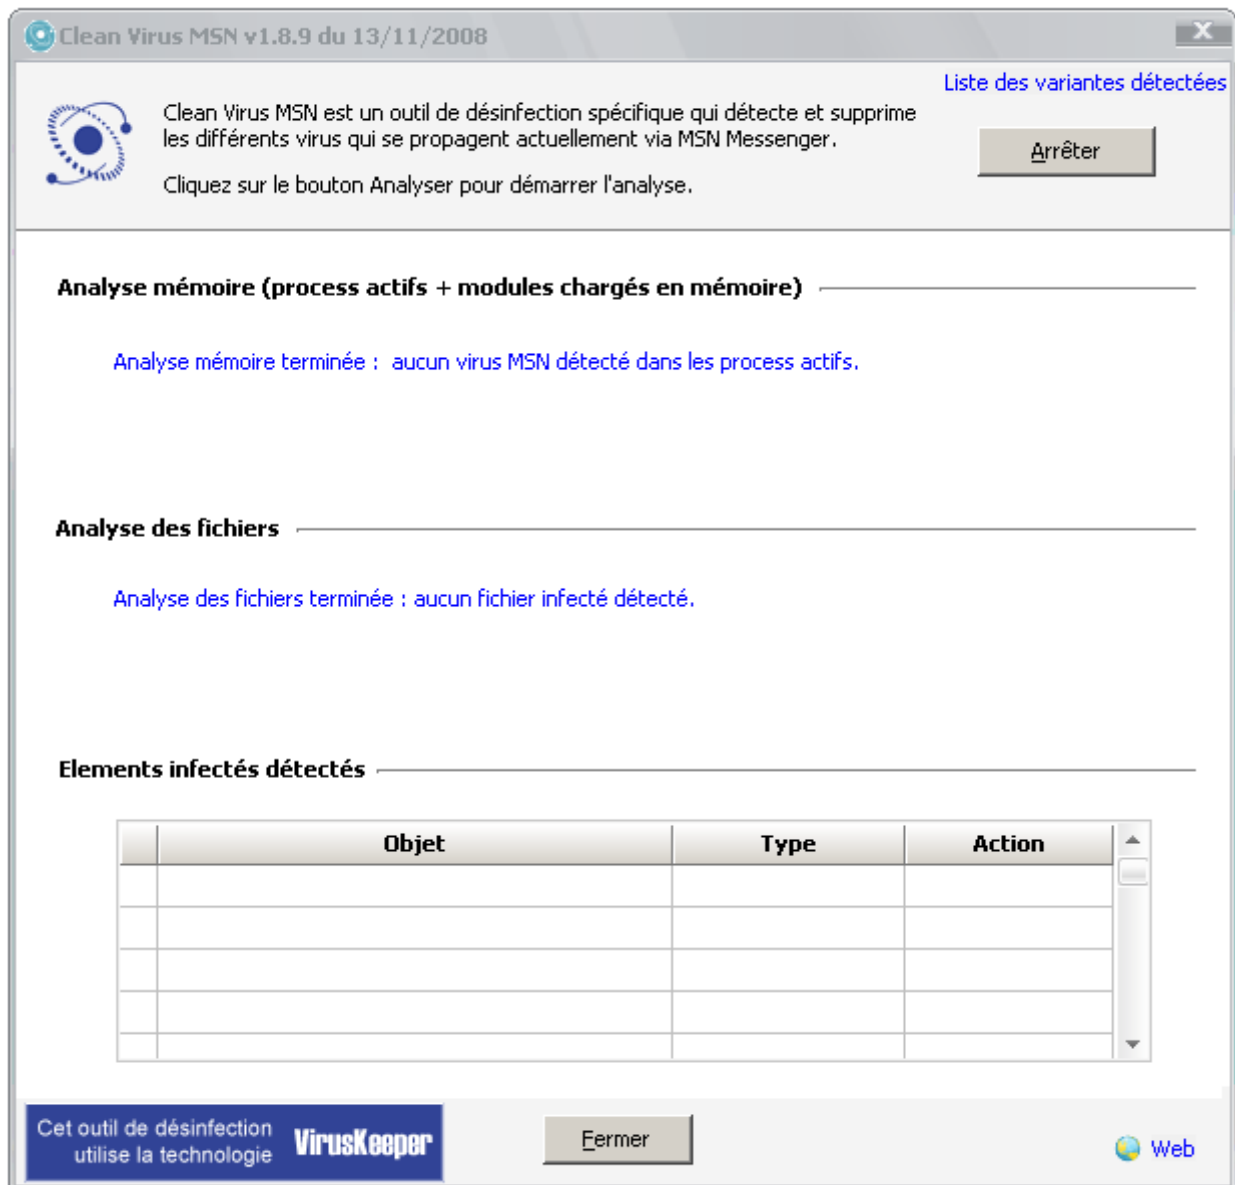 Clean Virus MSN v1.8.9 du 13/11/2008
X
Liste des variantes détectées
Clean Virus MSN est un outil de désinfection spécifique qui détecte et supprime
les différents virus qui se propagent actuellement via MSN Messenger.
Arrêter
Cliquez sur le bouton Analyser pour démarrer l'analyse.
Analyse mémoire (process actifs + modules chargés en mémoire)
Analyse mémoire terminée :  aucun virus MSN détecté dans les process actifs.
Analyse des fichiers
Analyse des fichiers terminée : aucun fichier infecté détecté.
Elements infectés détectés
Objet Type Action
Cet outil de désinfection
utilise la technologie VirusKeeper
Fermer
Web